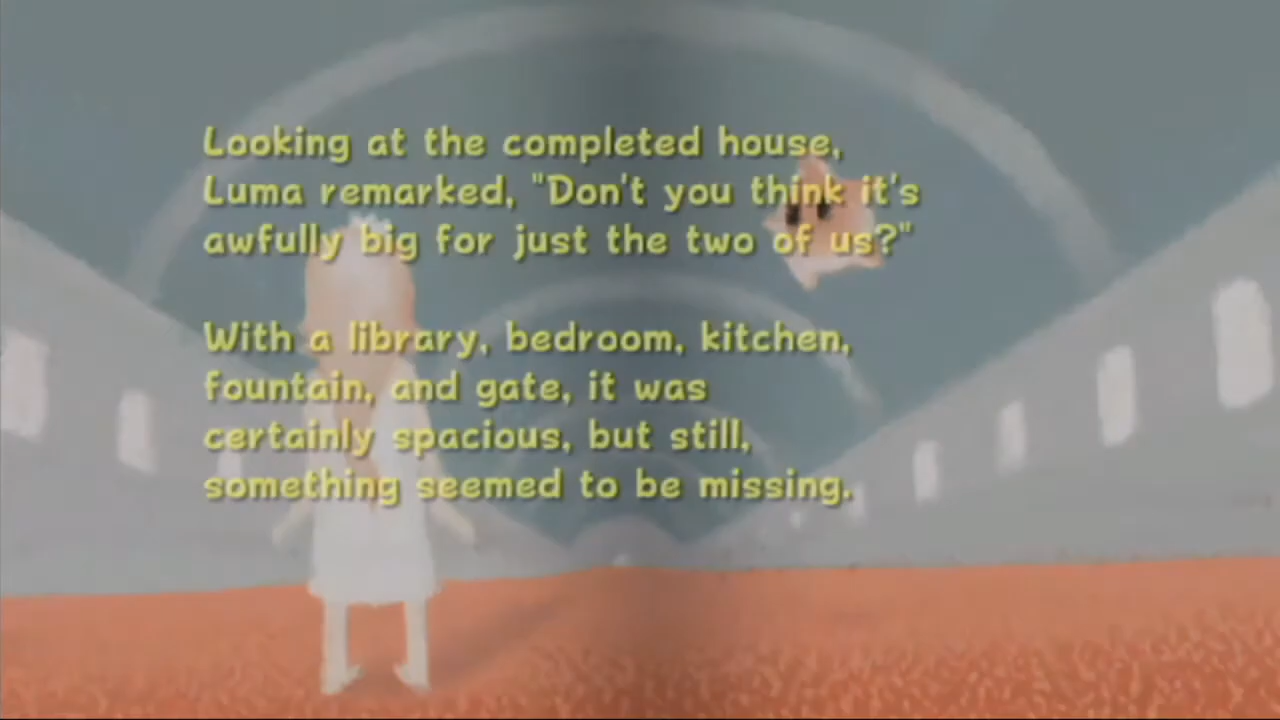 Looking at the completed house,
Luma remarked, "Don't you think it's
awfully big for just the two of us?"
With a library, bedroom, kitchen,
fountain, and gate, it was
certainly spacious, but still,
something seemed to be missing.